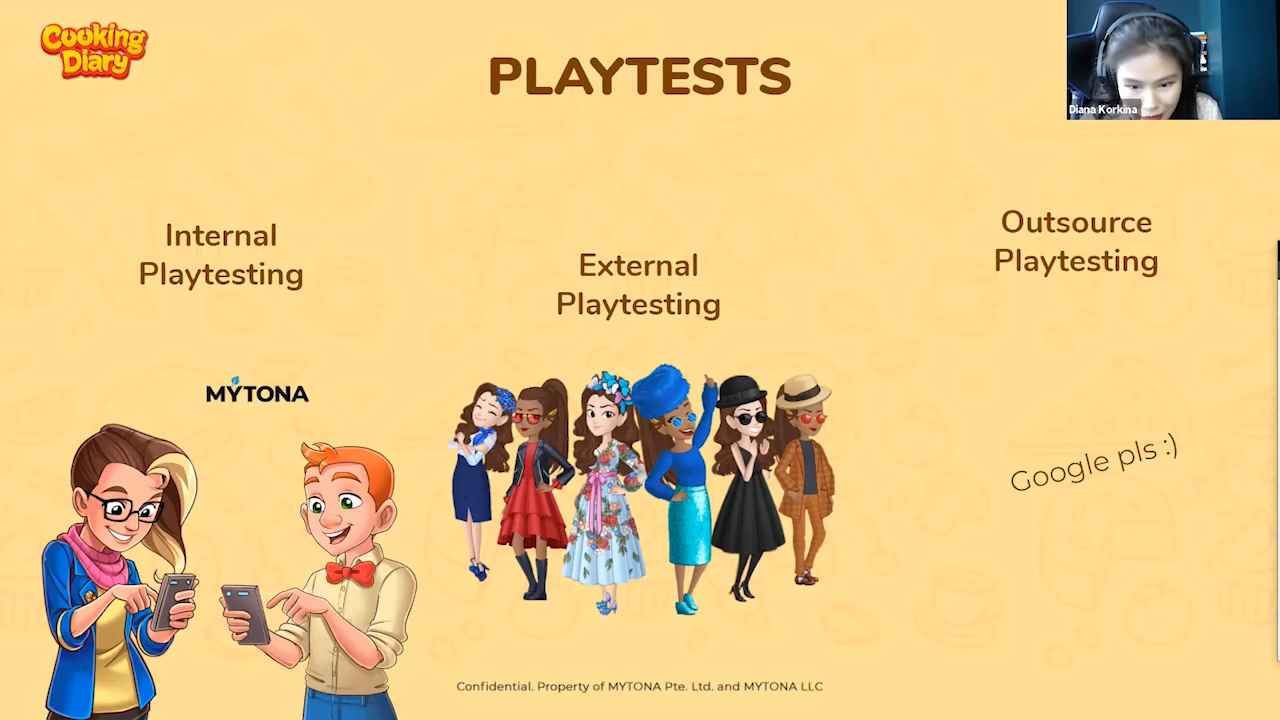 Cooking
Diary
PLAYTESTS
Diana Korkina
Internal
Playtesting
External
Playtesting
Outsource
Playtesting
MYTONA
Google pls :)
Confidential. Property of MYTONA Pte. Ltd. and MYTONA LLC